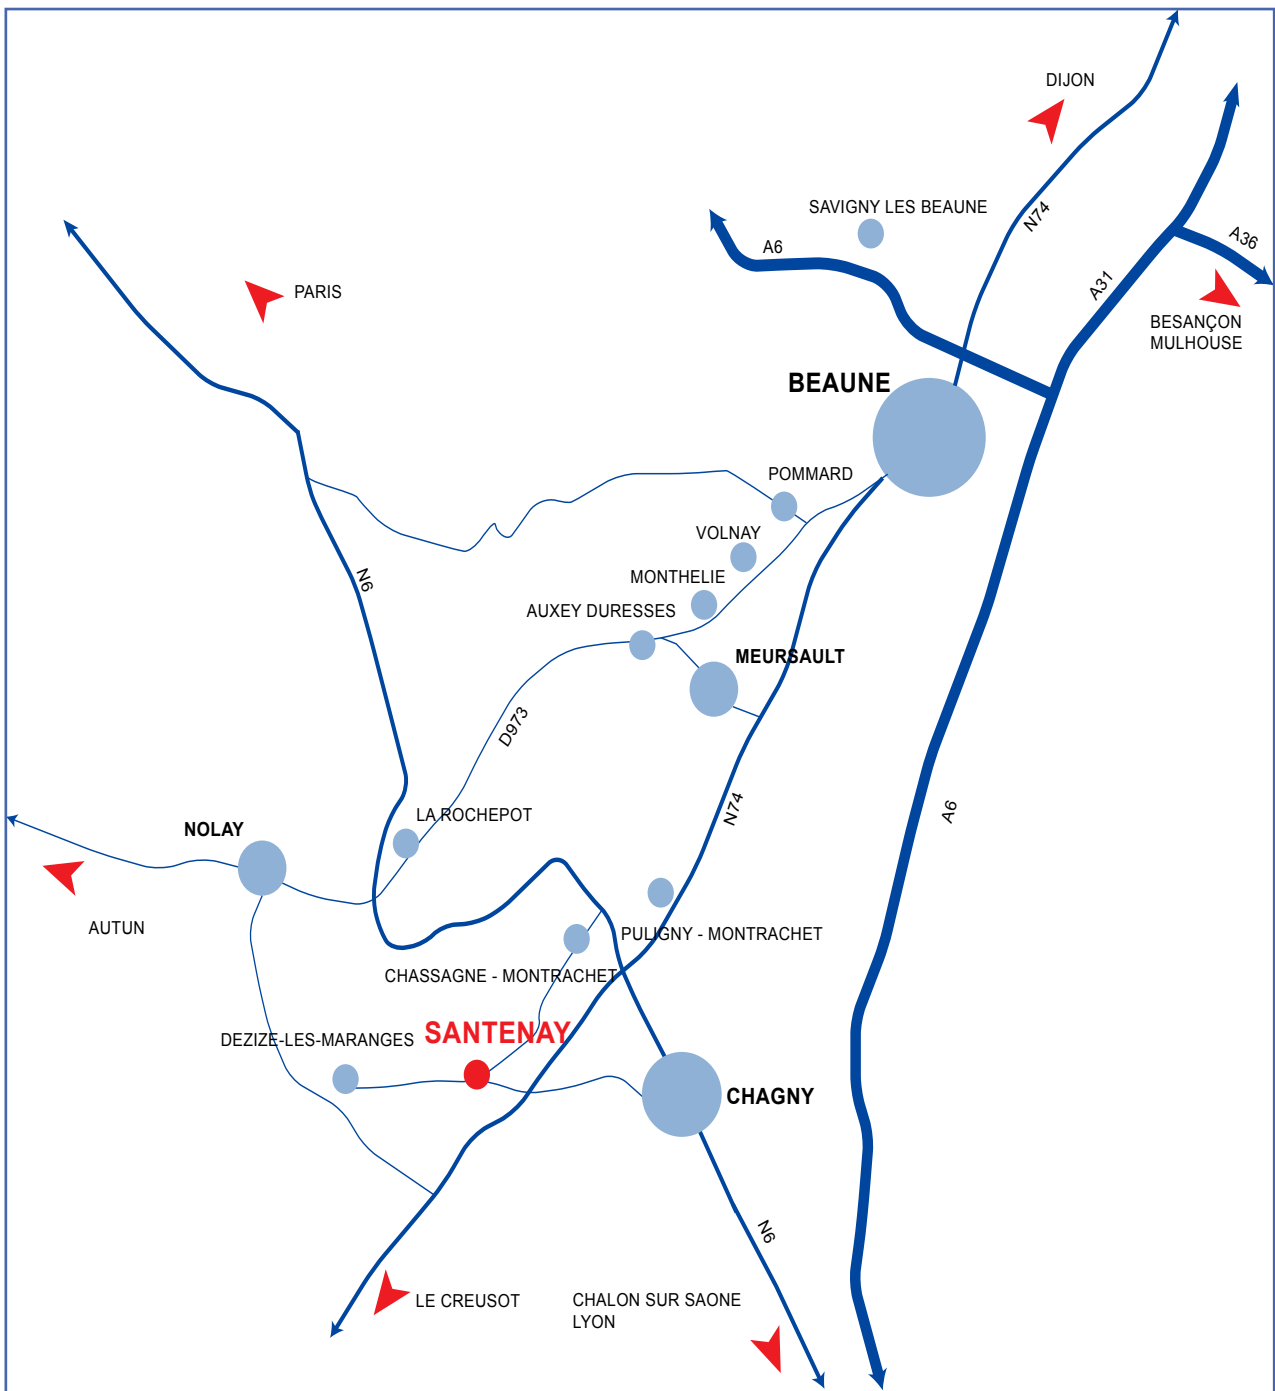 DIJON
SAVIGNY LES BEAUNE
N74
A6
A36
PARIS
A31
BESANÇON
MULHOUSE
BEAUNE
POMMARD
VOLNAY
N6
MONTHELIE
AUXEY DURESSES
MEURSAULT
D973
N74
A6
LA ROCHEPOT
NOLAY
AUTUN
PULIGNY - MONTRACHET
CHASSAGNE - MONTRACHET
SANTENAY
DEZIZE-LES-MARANGES
CHAGNY
N6
LE CREUSOT
CHALON SUR SAONE
LYON